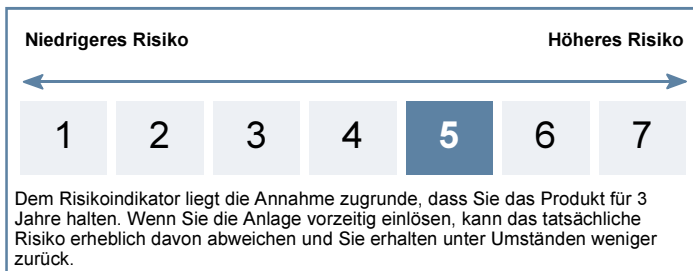 Niedrigeres Risiko Höheres Risiko
1 2 3 4 5 6 7
Dem Risikoindikator liegt die Annahme zugrunde, dass Sie das Produkt für 3
Jahre halten. Wenn Sie die Anlage vorzeitig einlösen, kann das tatsächliche
Risiko erheblich davon abweichen und Sie erhalten unter Umständen weniger
zurück.